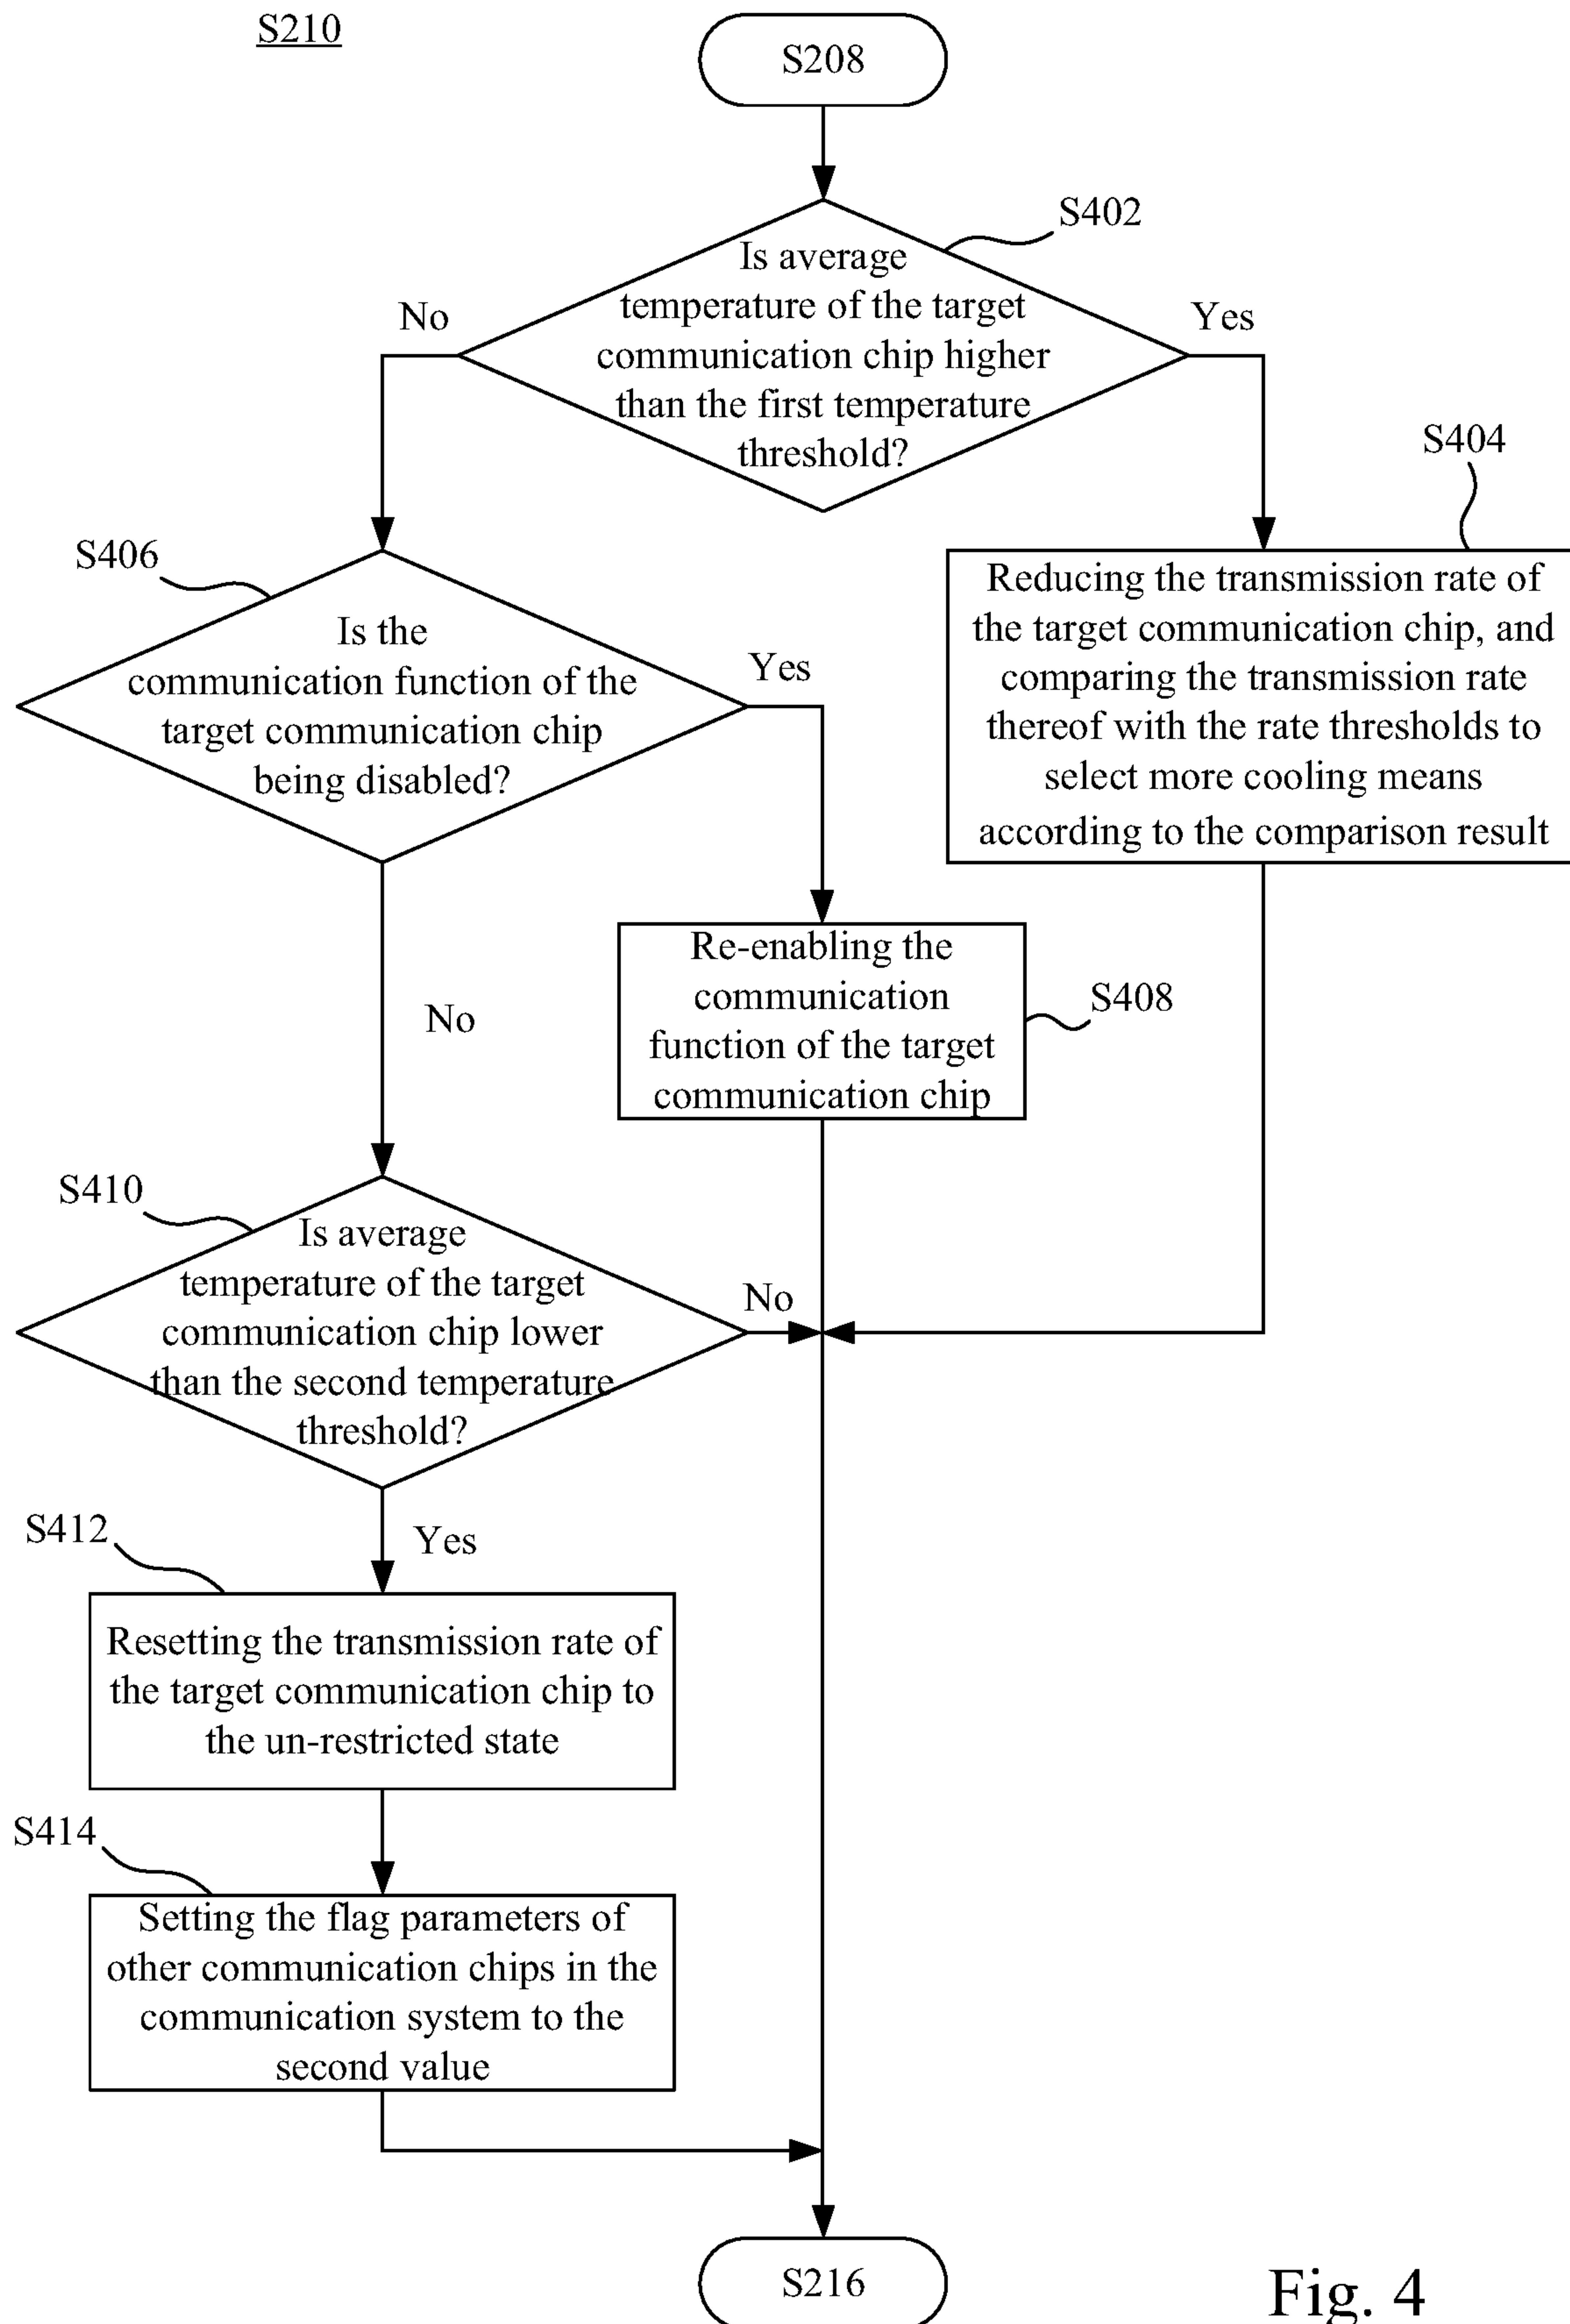 S210
S208
S402
Is average
temperature of the target
communication chip higher
than the first temperature
threshold?
No
Yes
S404
Reducing the transmission rate of
the target communication chip, and
comparing the transmission rate
thereof with the rate thresholds to
select more cooling means
according to the comparison result
S406
Is the
communication function of the
target communication chip
being disabled?
Yes
No
Re-enabling the
communication
function of the target
communication chip
S408
S410
Is average
temperature of the target
communication chip lower
than the second temperature
threshold?
No
Yes
S412
Resetting the transmission rate of
the target communication chip to
the un-restricted state
S414
Setting the flag parameters of
other communication chips in the
communication system to the
second value
S216
Fig. 4